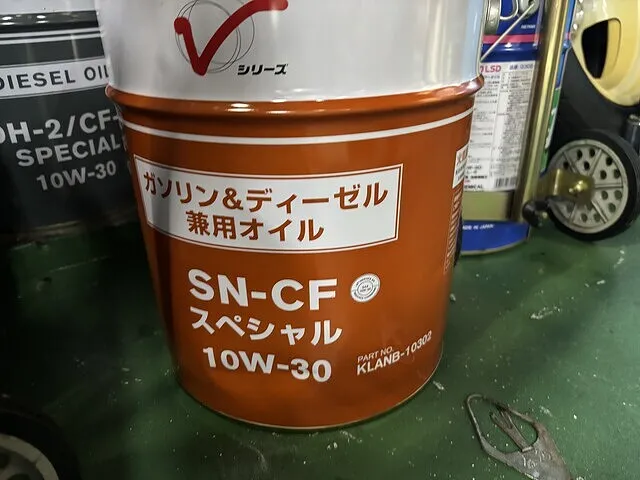 シリーズ
DIESEL OIL
DH-2/CF-
SPECIAL
10W-30
LSD
ガソリン&ディーゼル
兼用オイル
SN-CF
スペシャル
10W-30
PART NO.
KLANB-10302